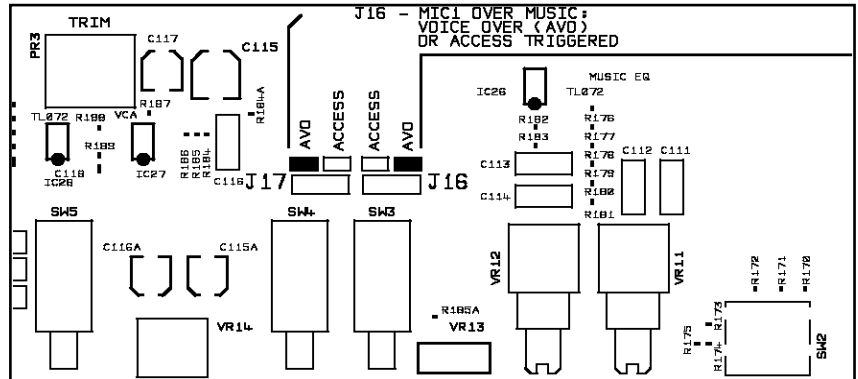 J16 - MIC1 OVER MUSIC:
VOICE OVER (AVO)
OR ACCESS TRIGGERED
TRIM
PR3
C117
C115
R187
R184A
TL072
R188
VCA
R189
C118
IC28
IC27
R186
R185
R184
C116
AVO
ACCESS
ACCESS
AVO
J17
J16
IC26
MUSIC EQ
TL072
R182
R183
R176
R177
R178
R179
R180
R181
C113
C114
C112
C111
SW5
SW4
SW3
C116A
C115A
VR14
R185A
VR13
VR12
VR11
R172
R171
R170
R173
R175
R174
SW2